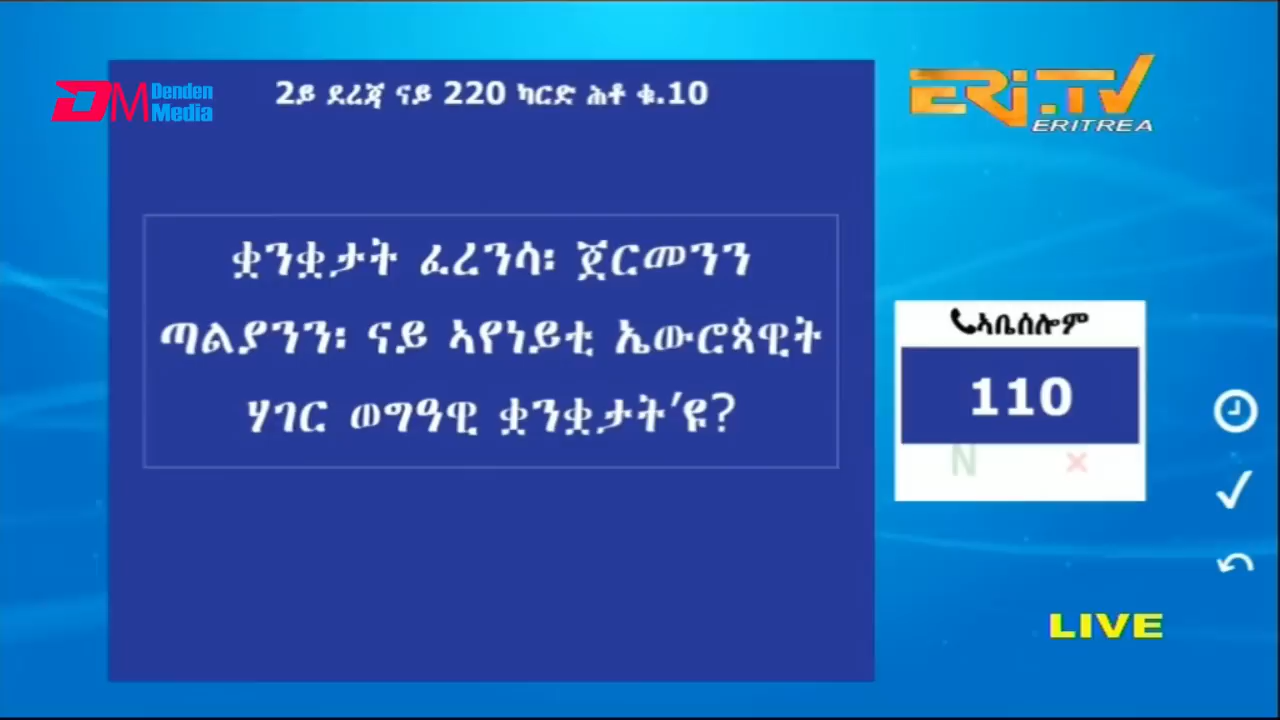 DM Denden Media
2ይ ደረጃ ናይ 220 ካርድ ሕቶ ቁ.10
ERi.TV
ERITREA
ቋንቋታት ፈረንሳ፡ ጀርመንን
ጣልያንን፡ ናይ ኣየነይቲ ኤውሮጳዊት
ሃገር ወግዓዊ ቋንቋታት'ዩ?
ኣቤሰሎም
110
N ×
LIVE